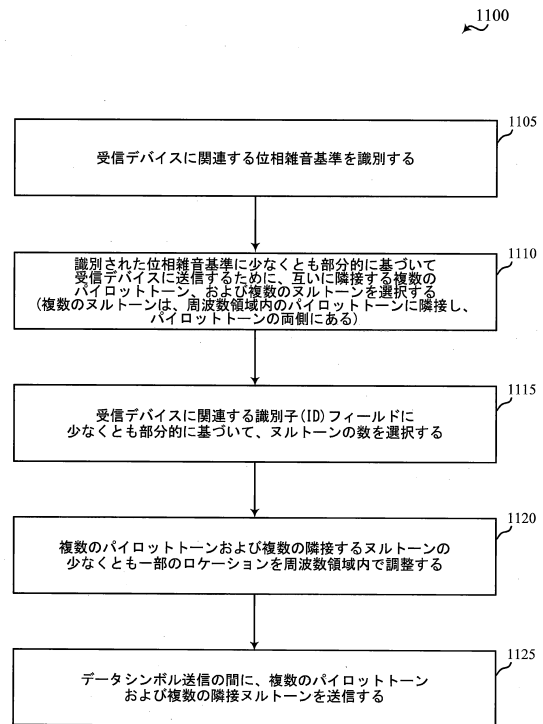 1100
1105
受信デバイスに関連する位相雑音基準を識別する
1110
識別された位相雑音基準に少なくとも部分的に基づいて
受信デバイスに送信するために、互いに隣接する複数の
パイロットトーン、および複数のヌルトーンを選択する
(複数のヌルトーンは、周波数領域内のパイロットトーンに隣接し、
パイロットトーンの両側にある)
1115
受信デバイスに関連する識別子(ID)フィールドに
少なくとも部分的に基づいて、ヌルトーンの数を選択する
1120
複数のパイロットトーンおよび複数の隣接するヌルトーンの
少なくとも一部のロケーションを周波数領域内で調整する
1125
データシンボル送信の間に、複数のパイロットトーン
および複数の隣接ヌルトーンを送信する